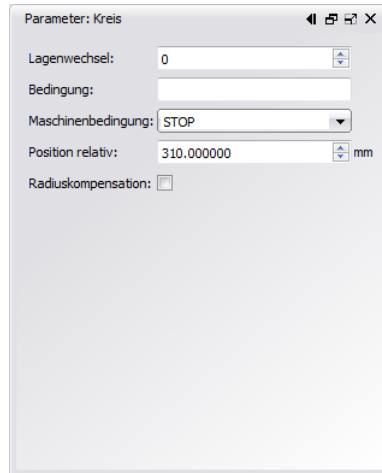 Parameter: Kreis
Lagenwechsel: 0
Bedingung:
Maschinenbedingung: STOP
Position relativ: 310.000000 mm
Radiuskompensation: